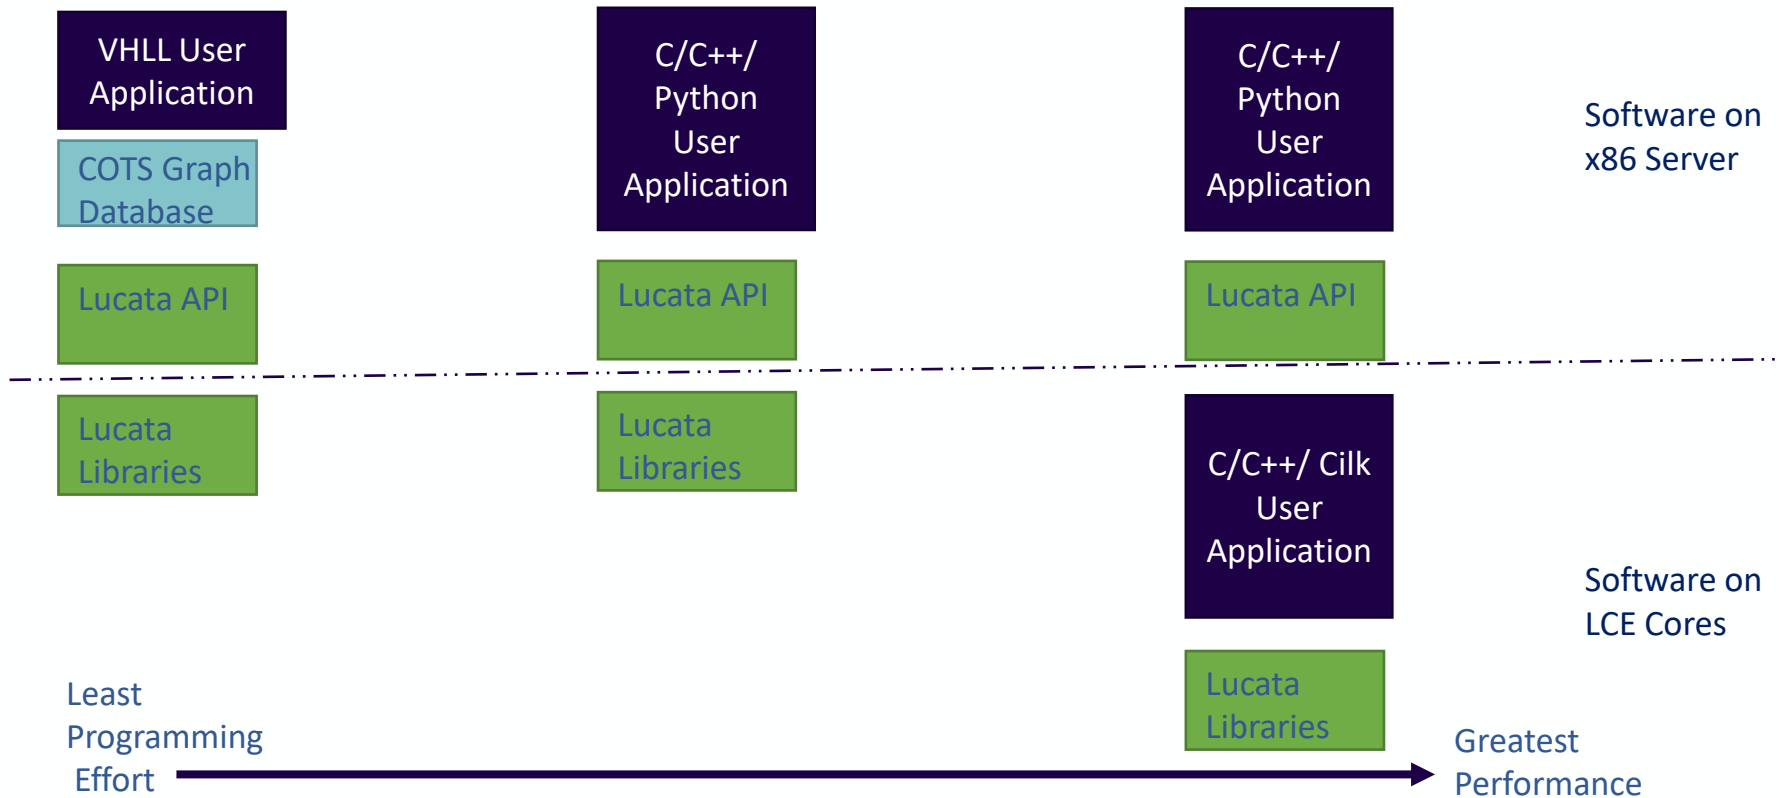 VHLL User
Application
COTS Graph
Database
Lucata API
Lucata
Libraries
C/C++/
Python
User
Application
Lucata API
Lucata
Libraries
C/C++/
Python
User
Application
Lucata API
C/C++/ Cilk
User
Application
Lucata
Libraries
Software on
x86 Server
Software on
LCE Cores
Least
Programming
Effort
Greatest
Performance